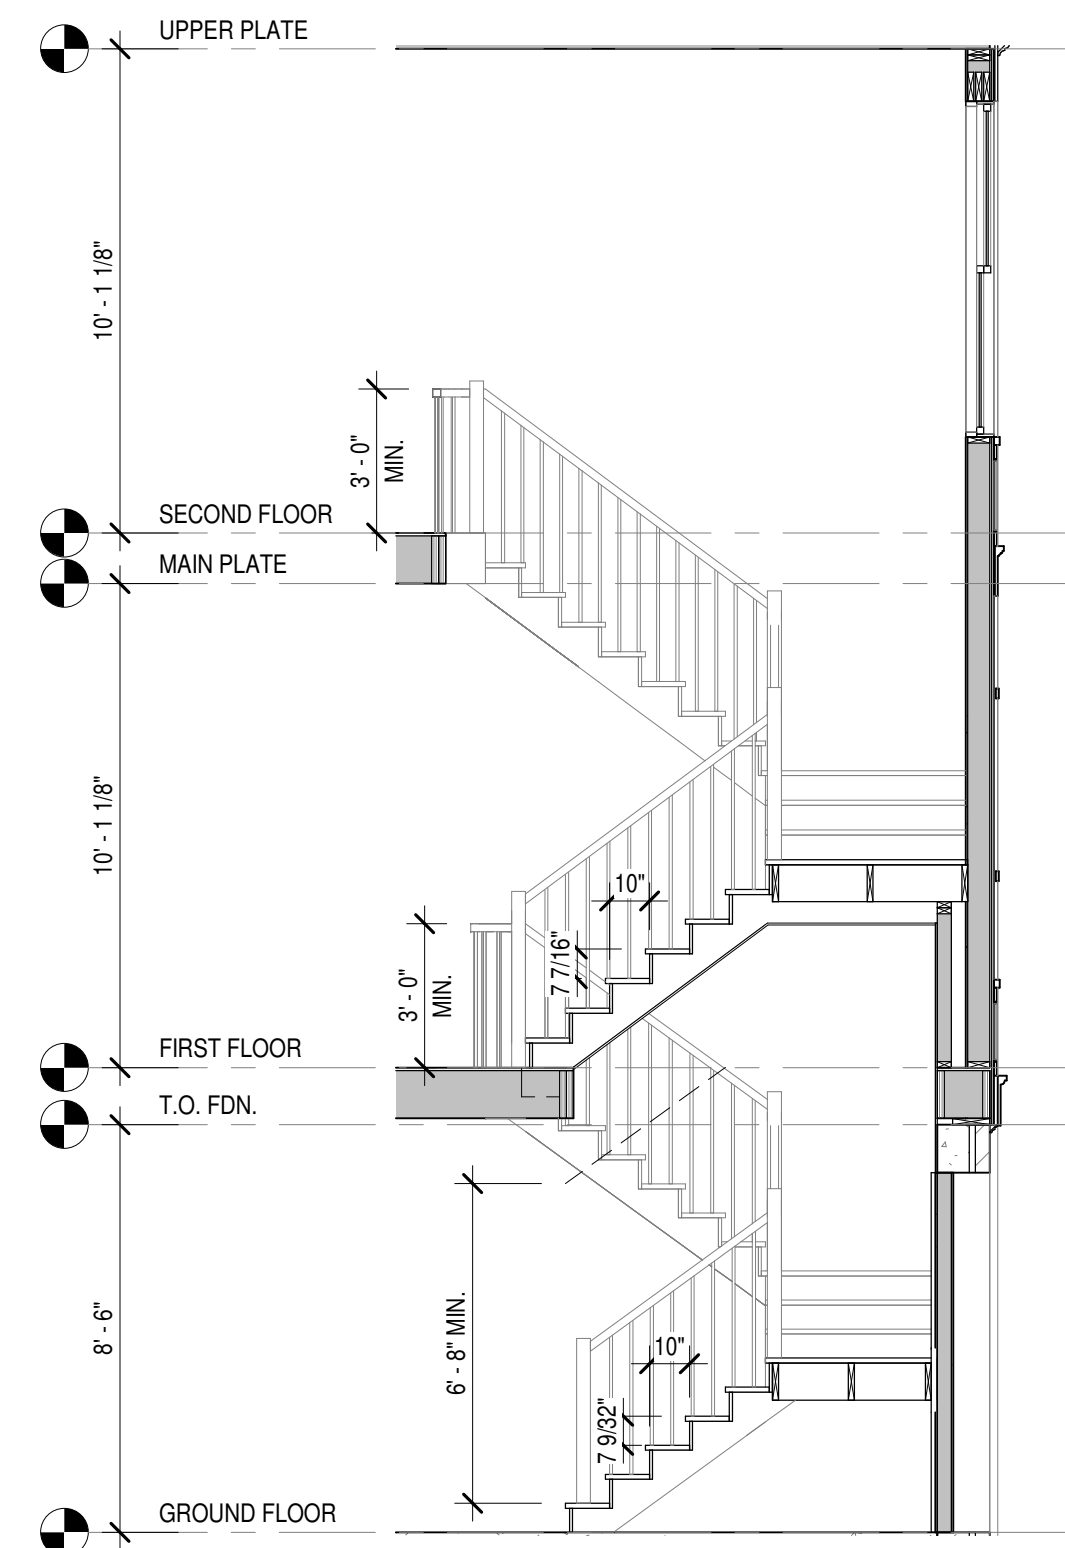 UPPER PLATE
10' - 1 1/8"
3' - 0"
MIN.
SECOND FLOOR
MAIN PLATE
10' - 1 1/8"
10"
7 7/16"
3' - 0"
MIN.
FIRST FLOOR
T.O. FDN.
8' - 6"
6' - 8" MIN.
10"
7 9/32"
GROUND FLOOR